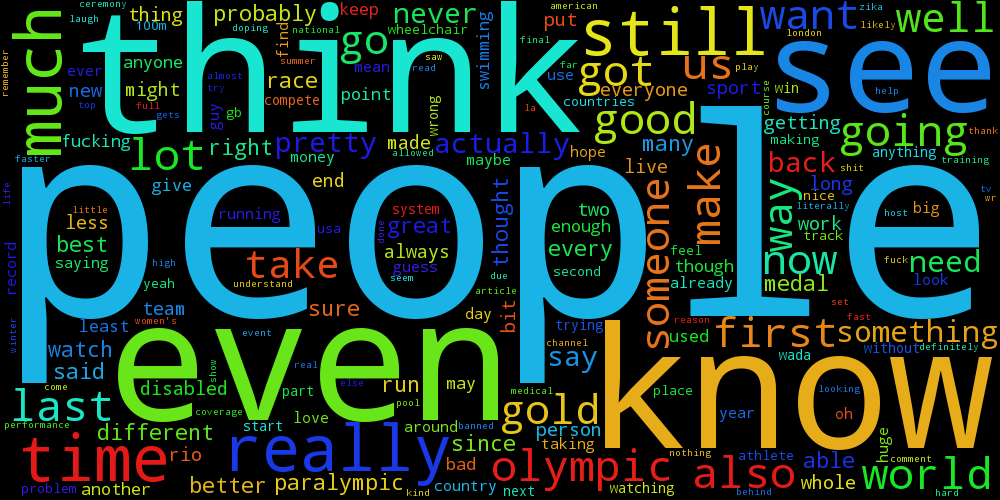 people
think
know
even
see
really
time
still
olympic
last
world
first
also
gold
going
want
well
much
lot
go
got
us
good
make
way
now
someone
something
take
back
need
say
never
probably
thing
anyone
might
new
ever
laugh
ceremony
100m
doping
national
find
keep
wheelchair
swimming
american
put
final
far
use
everyone
countries
sport
london
likely
zika
play
win
course
help
remember
top
full
gets
try
almost
guy
gb
race
summer
compete
mean
saw
read
point
wrong
la
fucking
right
pretty
money
made
actually
allowed
maybe
hope
many
live
getting
making
thank
anything
training
shit
nice
long
literally
work
track
host
big
tv
wr
fuck
look
faster
life
give
end
little
less
best
saying
running
usa
system
great
done
always
guess
seem
thought
two
enough
every
second
feel
though
already
medal
record
high
yeah
understand
due
article
day
bit
team
women's
sure
winter
least
watch
said
event
real
trying
channel
reason
used
set
fast
wada
without
definitely
come
disabled
show
part
else
run
may
medical
place
looking
performance
coverage
love
pool
around
banned
person
year
oh
huge
different
start
since
taking
nothing
athlete
able
comment
rio
bad
problem
another
better
paralympic
kind
country
next
watching
behind
whole
hard